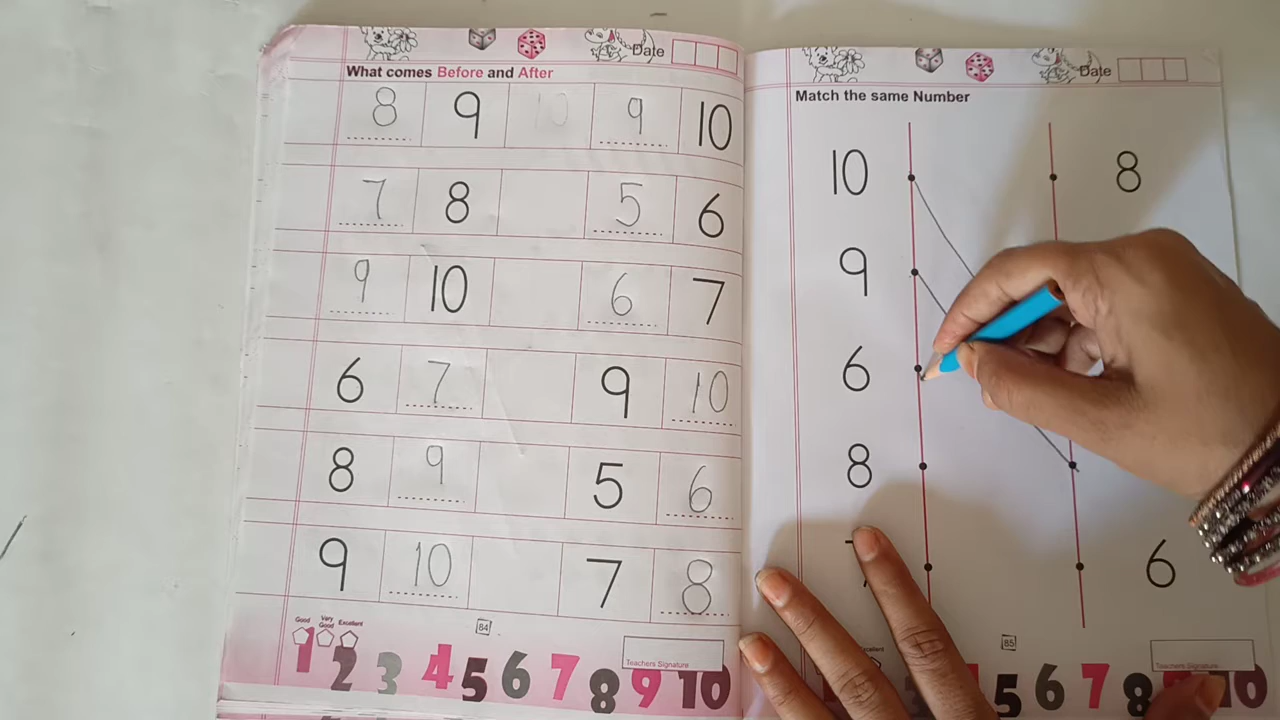 Date
What comes Before and After
8 9 10 9 10
7 8 5 6
9 10 6 7
6 7 9 10
8 9 5 6
9 10 7 8
Good Very Good Excellent
84
Teachers Signature
1 2 3 4 5 6 7 8 9 10
Date
Match the same Number
10 8
9
6
8
6
85
Teachers Signature
5 6 7 8 10